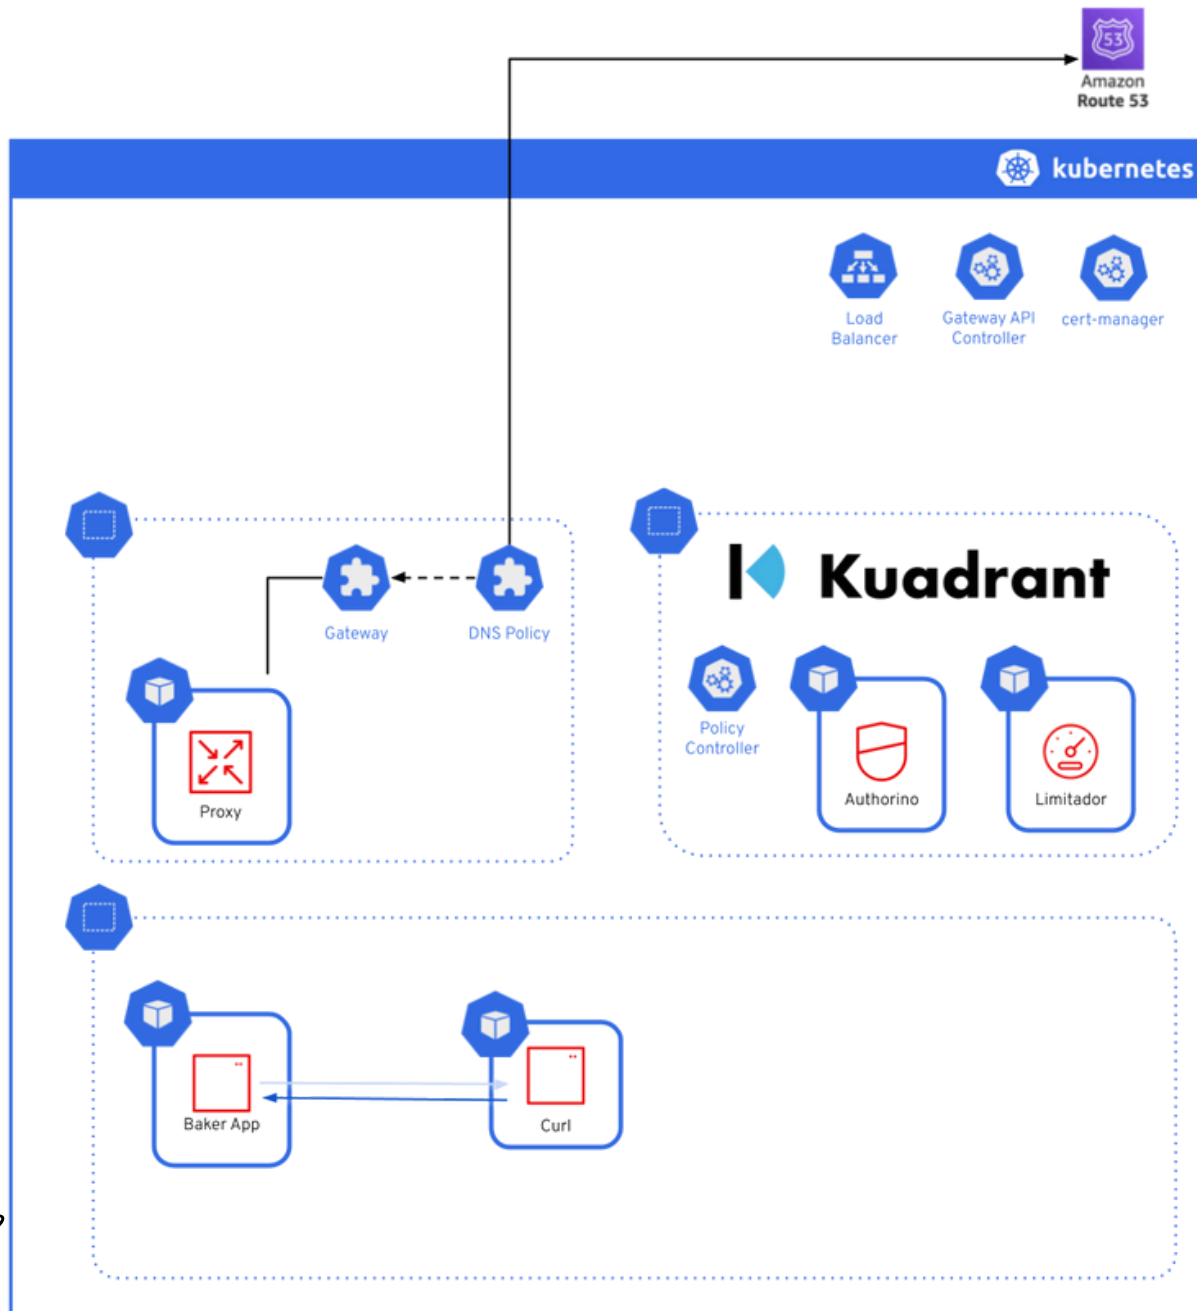 53
Amazon
Route 53
kubernetes
Load
Balancer
Gateway API
Controller
cert-manager
Kuadrant
Gateway
DNS Policy
Policy
Controller
Proxy
Authorino
Limitador
Baker App
Curl